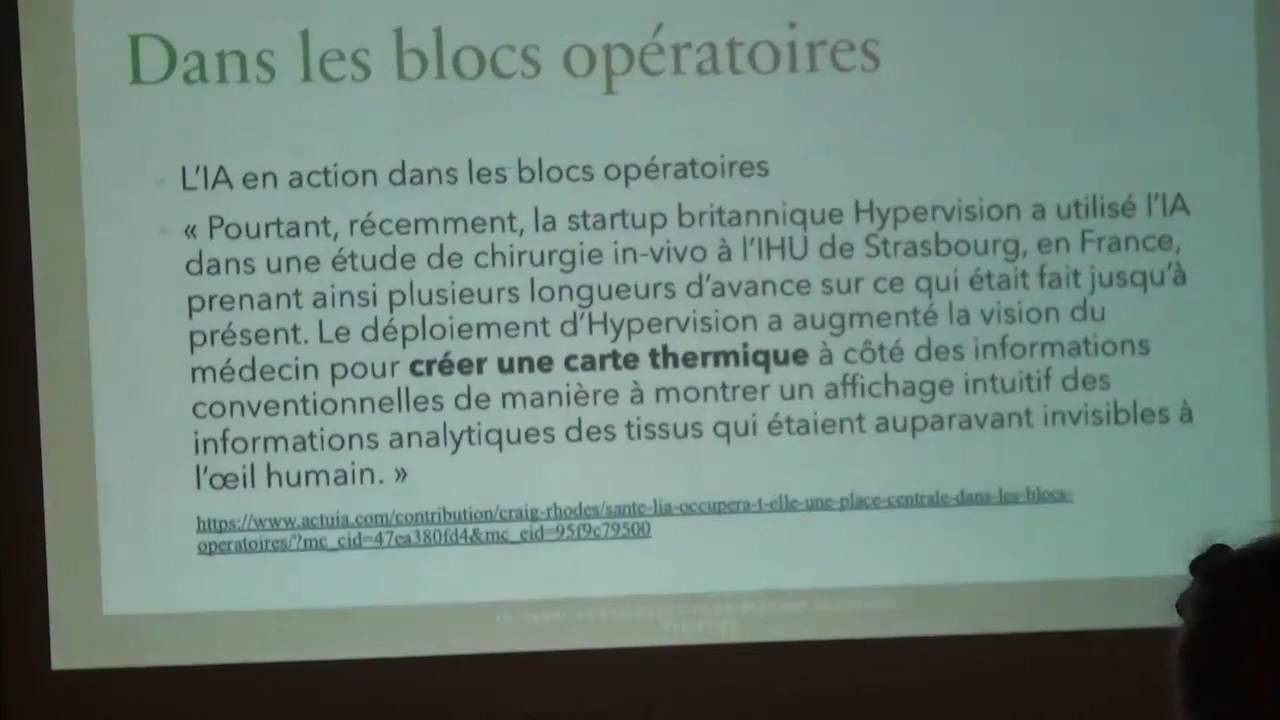 Dans les blocs opératoires
L'IA en action dans les blocs opératoires
« Pourtant, récemment, la startup britannique Hypervision a utilisé l'IA
dans une étude de chirurgie in-vivo à l'IHU de Strasbourg, en France,
prenant ainsi plusieurs longueurs d'avance sur ce qui était fait jusqu'à
présent. Le déploiement d'Hypervision a augmenté la vision du
médecin pour créer une carte thermique à côté des informations
conventionnelles de manière à montrer un affichage intuitif des
informations analytiques des tissus qui étaient auparavant invisibles à
l'œil humain. »
https://www.actuia.com/contribution/craig-rhodes/sante-lia-occupera-t-elle-une-place-centrale-dans-les-blocs-
operatoires/?mc_cid=47ea380fd4&mc_eid=95f9c79500